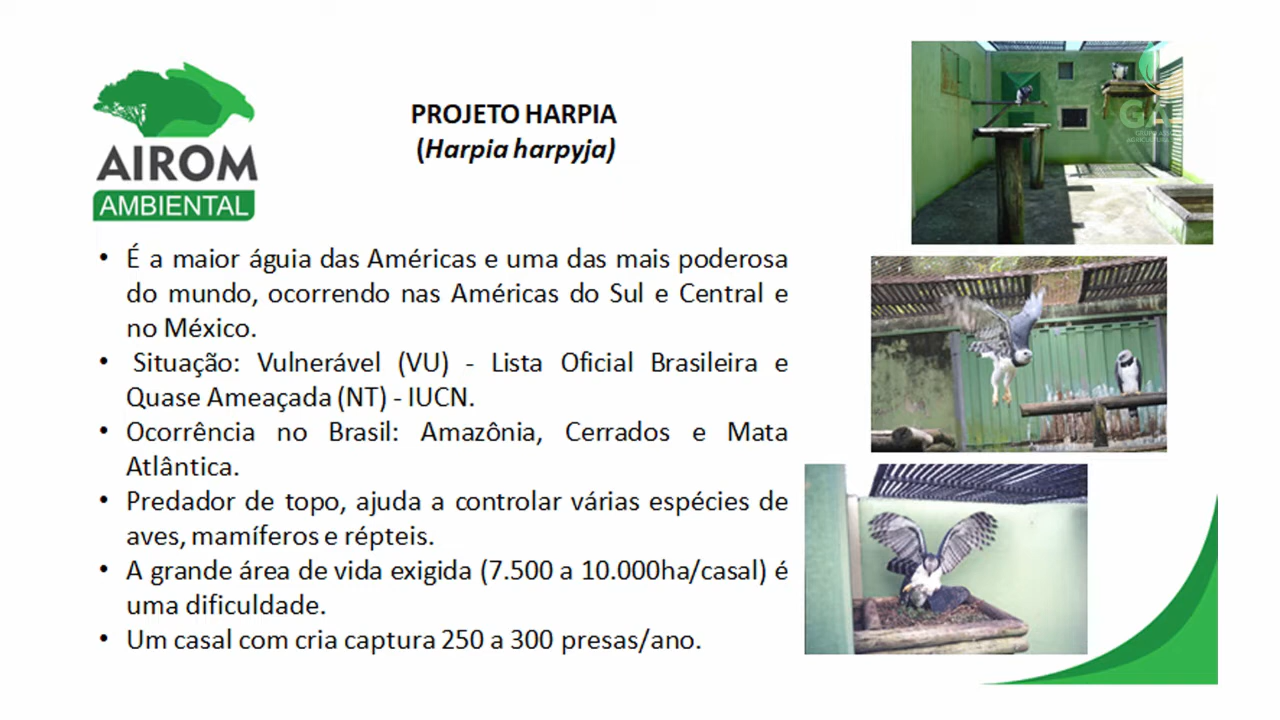 AIROM
AMBIENTAL
PROJETO HARPIA
(Harpia harpyja)
• É a maior águia das Américas e uma das mais poderosa
do mundo, ocorrendo nas Américas do Sul e Central e
no México.
• Situação: Vulnerável (VU) - Lista Oficial Brasileira e
Quase Ameaçada (NT) - IUCN.
• Ocorrência no Brasil: Amazônia, Cerrados e Mata
Atlântica.
• Predador de topo, ajuda a controlar várias espécies de
aves, mamíferos e répteis.
• A grande área de vida exigida (7.500 a 10.000ha/casal) é
uma dificuldade.
• Um casal com cria captura 250 a 300 presas/ano.